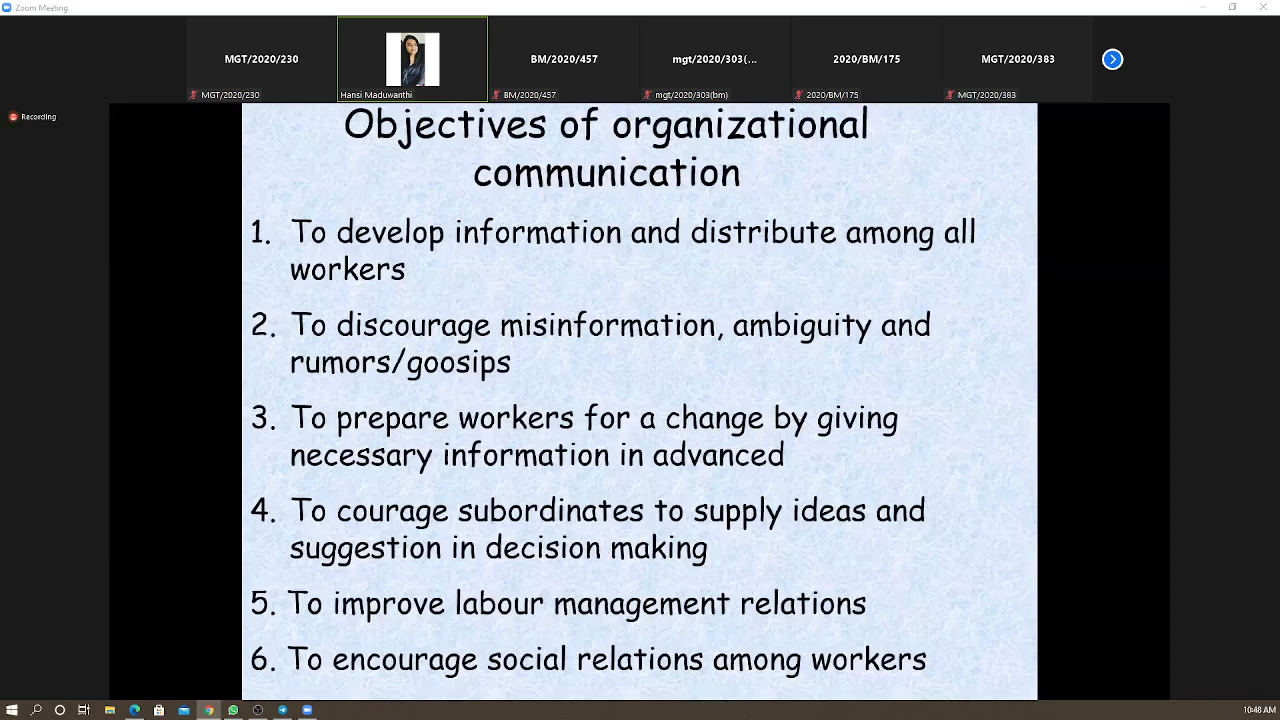 Zoom Meeting
MGT/2020/230
BM/2020/457
mgt/2020/303(...
2020/BM/175
MGT/2020/383
MGT/2020/230
Hansi Maduwanthi
BM/2020/457
mgt/2020/303(bm)
2020/BM/175
MGT/2020/383
Recording
Objectives of organizational
communication
1. To develop information and distribute among all
workers
2. To discourage misinformation, ambiguity and
rumors/goosips
3. To prepare workers for a change by giving
necessary information in advanced
4. To courage subordinates to supply ideas and
suggestion in decision making
5. To improve labour management relations
6. To encourage social relations among workers
10:48 AM